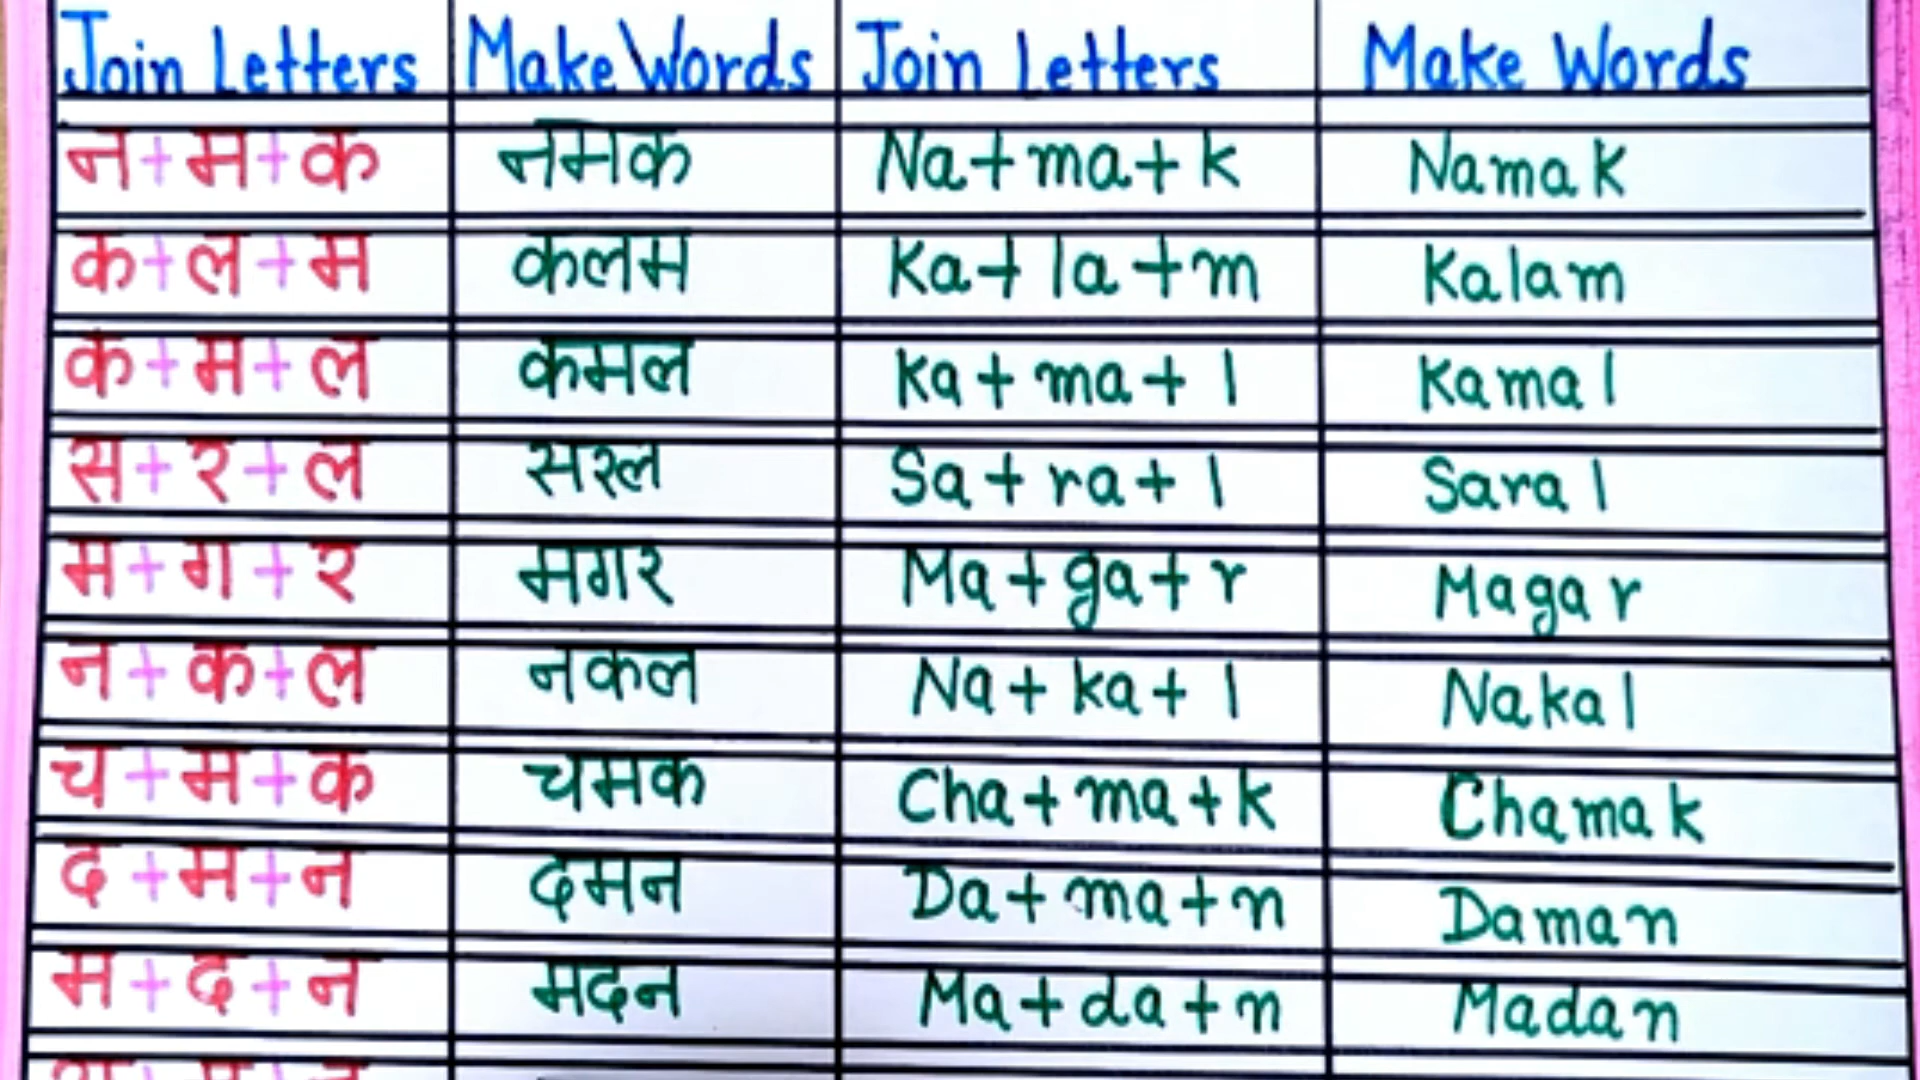 Join Letters Make Words Join Letters Make Words
न+म+क नमक Na+ma+k Namak
क+ल+म कलम Ka+la+m Kalam
क+म+ल कमल Ka+ma+l Kamal
स+र+ल सरल Sa+ra+l Saral
म+ग+र मगर Ma+ga+r Magar
न+क+ल नकल Na+ka+l Nakal
च+म+क चमक Cha+ma+k Chamak
द+म+न दमन Da+ma+n Daman
म+द+न मदन Ma+da+n Madan